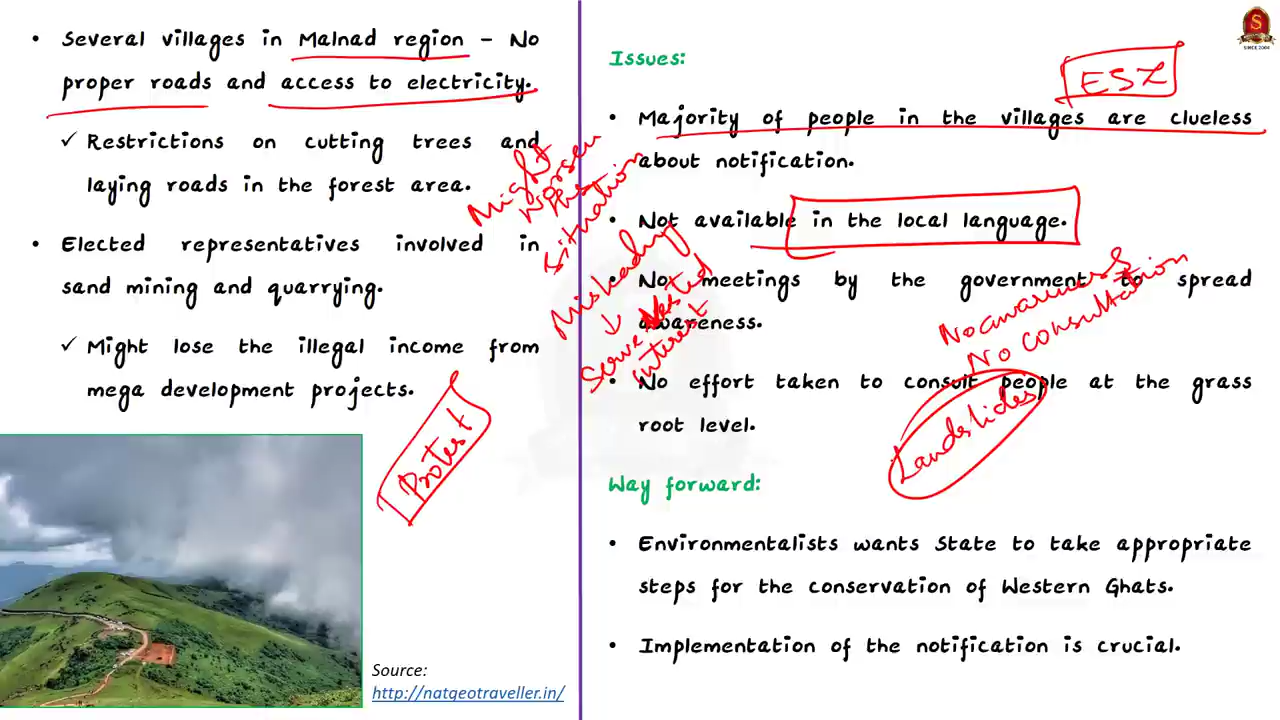 • Several villages in Malnad region – No
proper roads and access to electricity.
✓ Restrictions on cutting trees and
laying roads in the forest area.
• Elected representatives involved in
sand mining and quarrying.
✓ Might lose the illegal income from
mega development projects.
Protest
Source:
http://natgeotraveller.in/
Might
worsen
the
situation
Misleading
↓
Serve vested
interest
S
SINCE 2004
Issues:
ESZ
• Majority of people in the villages are clueless
about notification.
• Not available in the local language.
• No meetings by the government to spread
awareness.
No awareness
No consultation
• No effort taken to consult people at the grass
root level.
Landslides
Way forward:
• Environmentalists wants State to take appropriate
steps for the conservation of Western Ghats.
• Implementation of the notification is crucial.